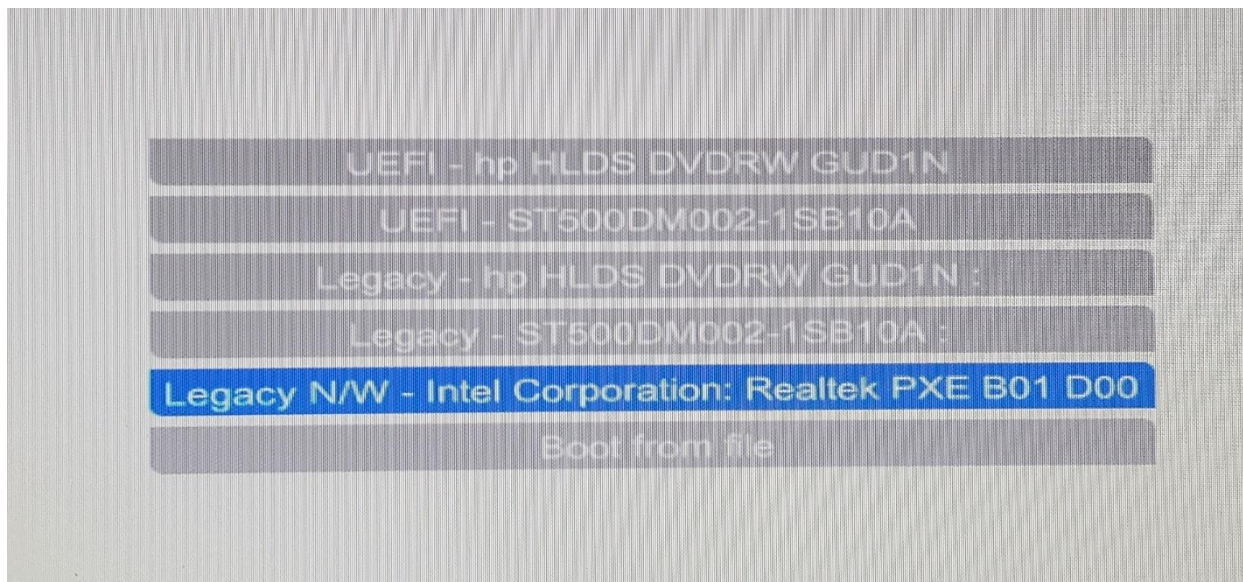 UEFI - hp HLDS DVDRW GUD1N
UEFI - ST500DM002-1SB10A
Legacy - hp HLDS DVDRW GUD1N :
Legacy - ST500DM002-1SB10A :
Legacy N/W - Intel Corporation: Realtek PXE B01 D00
Boot from file